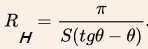 R_H = π / S(tgθ − θ).